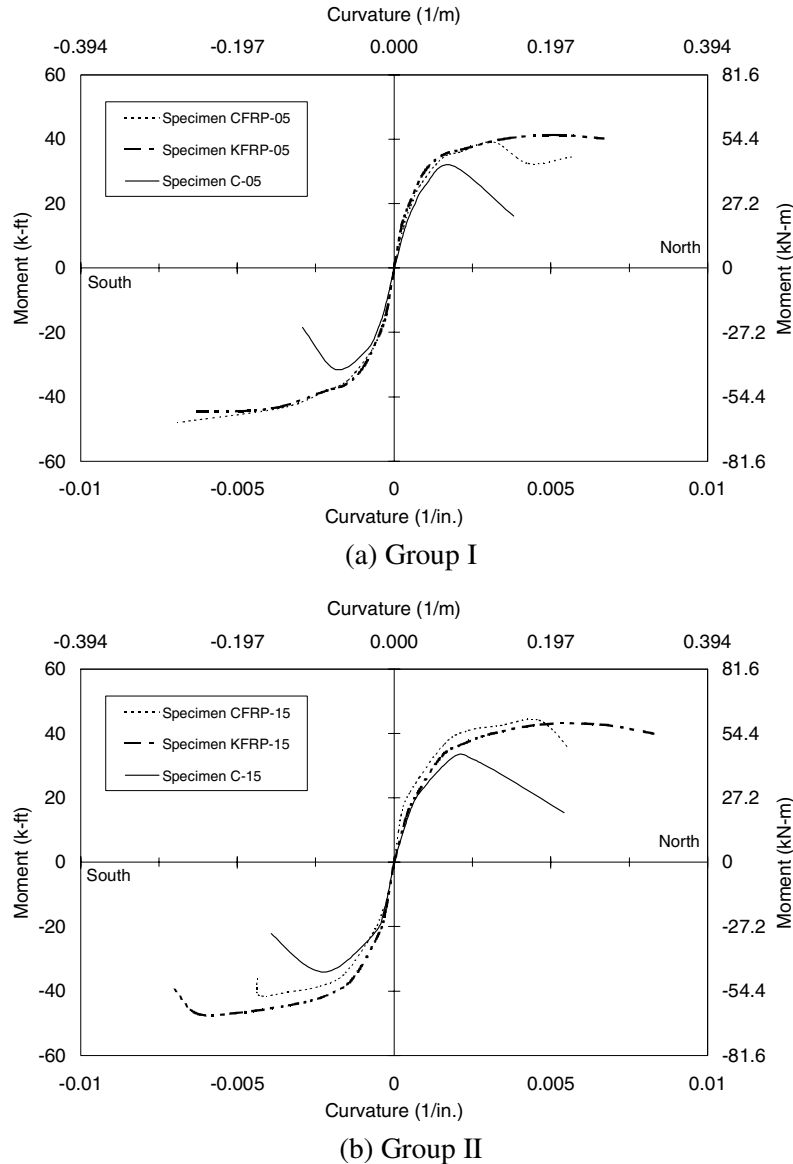 Curvature (1/m)
-0.394 -0.197 0.000 0.197 0.394
60 81.6
Specimen CFRP-05
Specimen KFRP-05
Specimen C-05
40 54.4
20 27.2
Moment (k-ft)
Moment (kN-m)
North
0 0
South
-20 -27.2
-40 -54.4
-60 -81.6
-0.01 -0.005 0 0.005 0.01
Curvature (1/in.)
(a) Group I
Curvature (1/m)
-0.394 -0.197 0.000 0.197 0.394
60 81.6
Specimen CFRP-15
Specimen KFRP-15
Specimen C-15
40 54.4
20 27.2
Moment (k-ft)
Moment (kN-m)
North
0 0
South
-20 -27.2
-40 -54.4
-60 -81.6
-0.01 -0.005 0 0.005 0.01
Curvature (1/in.)
(b) Group II